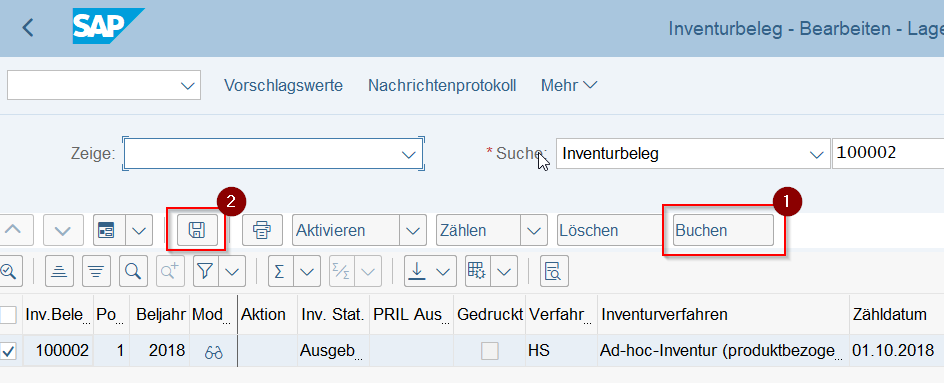 SAP
Inventurbeleg - Bearbeiten - Lage
Vorschlagswerte Nachrichtenprotokoll Mehr
Zeige: * Suche: Inventurbeleg 100002
2 1
Aktivieren Zählen Löschen Buchen
Σ Σ/Σ
Inv.Bele... Po... Beljahr Mod... Aktion Inv. Stat. PRIL Aus... Gedruckt Verfahr... Inventurverfahren Zähldatum
100002 1 2018 Ausgeb... HS Ad-hoc-Inventur (produktbezoge... 01.10.2018